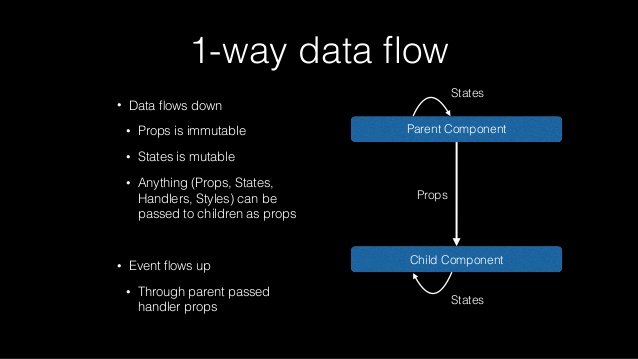 1-way data flow
• Data flows down
• Props is immutable
• States is mutable
• Anything (Props, States,
Handlers, Styles) can be
passed to children as props
• Event flows up
• Through parent passed
handler props
States
Parent Component
Props
Child Component
States